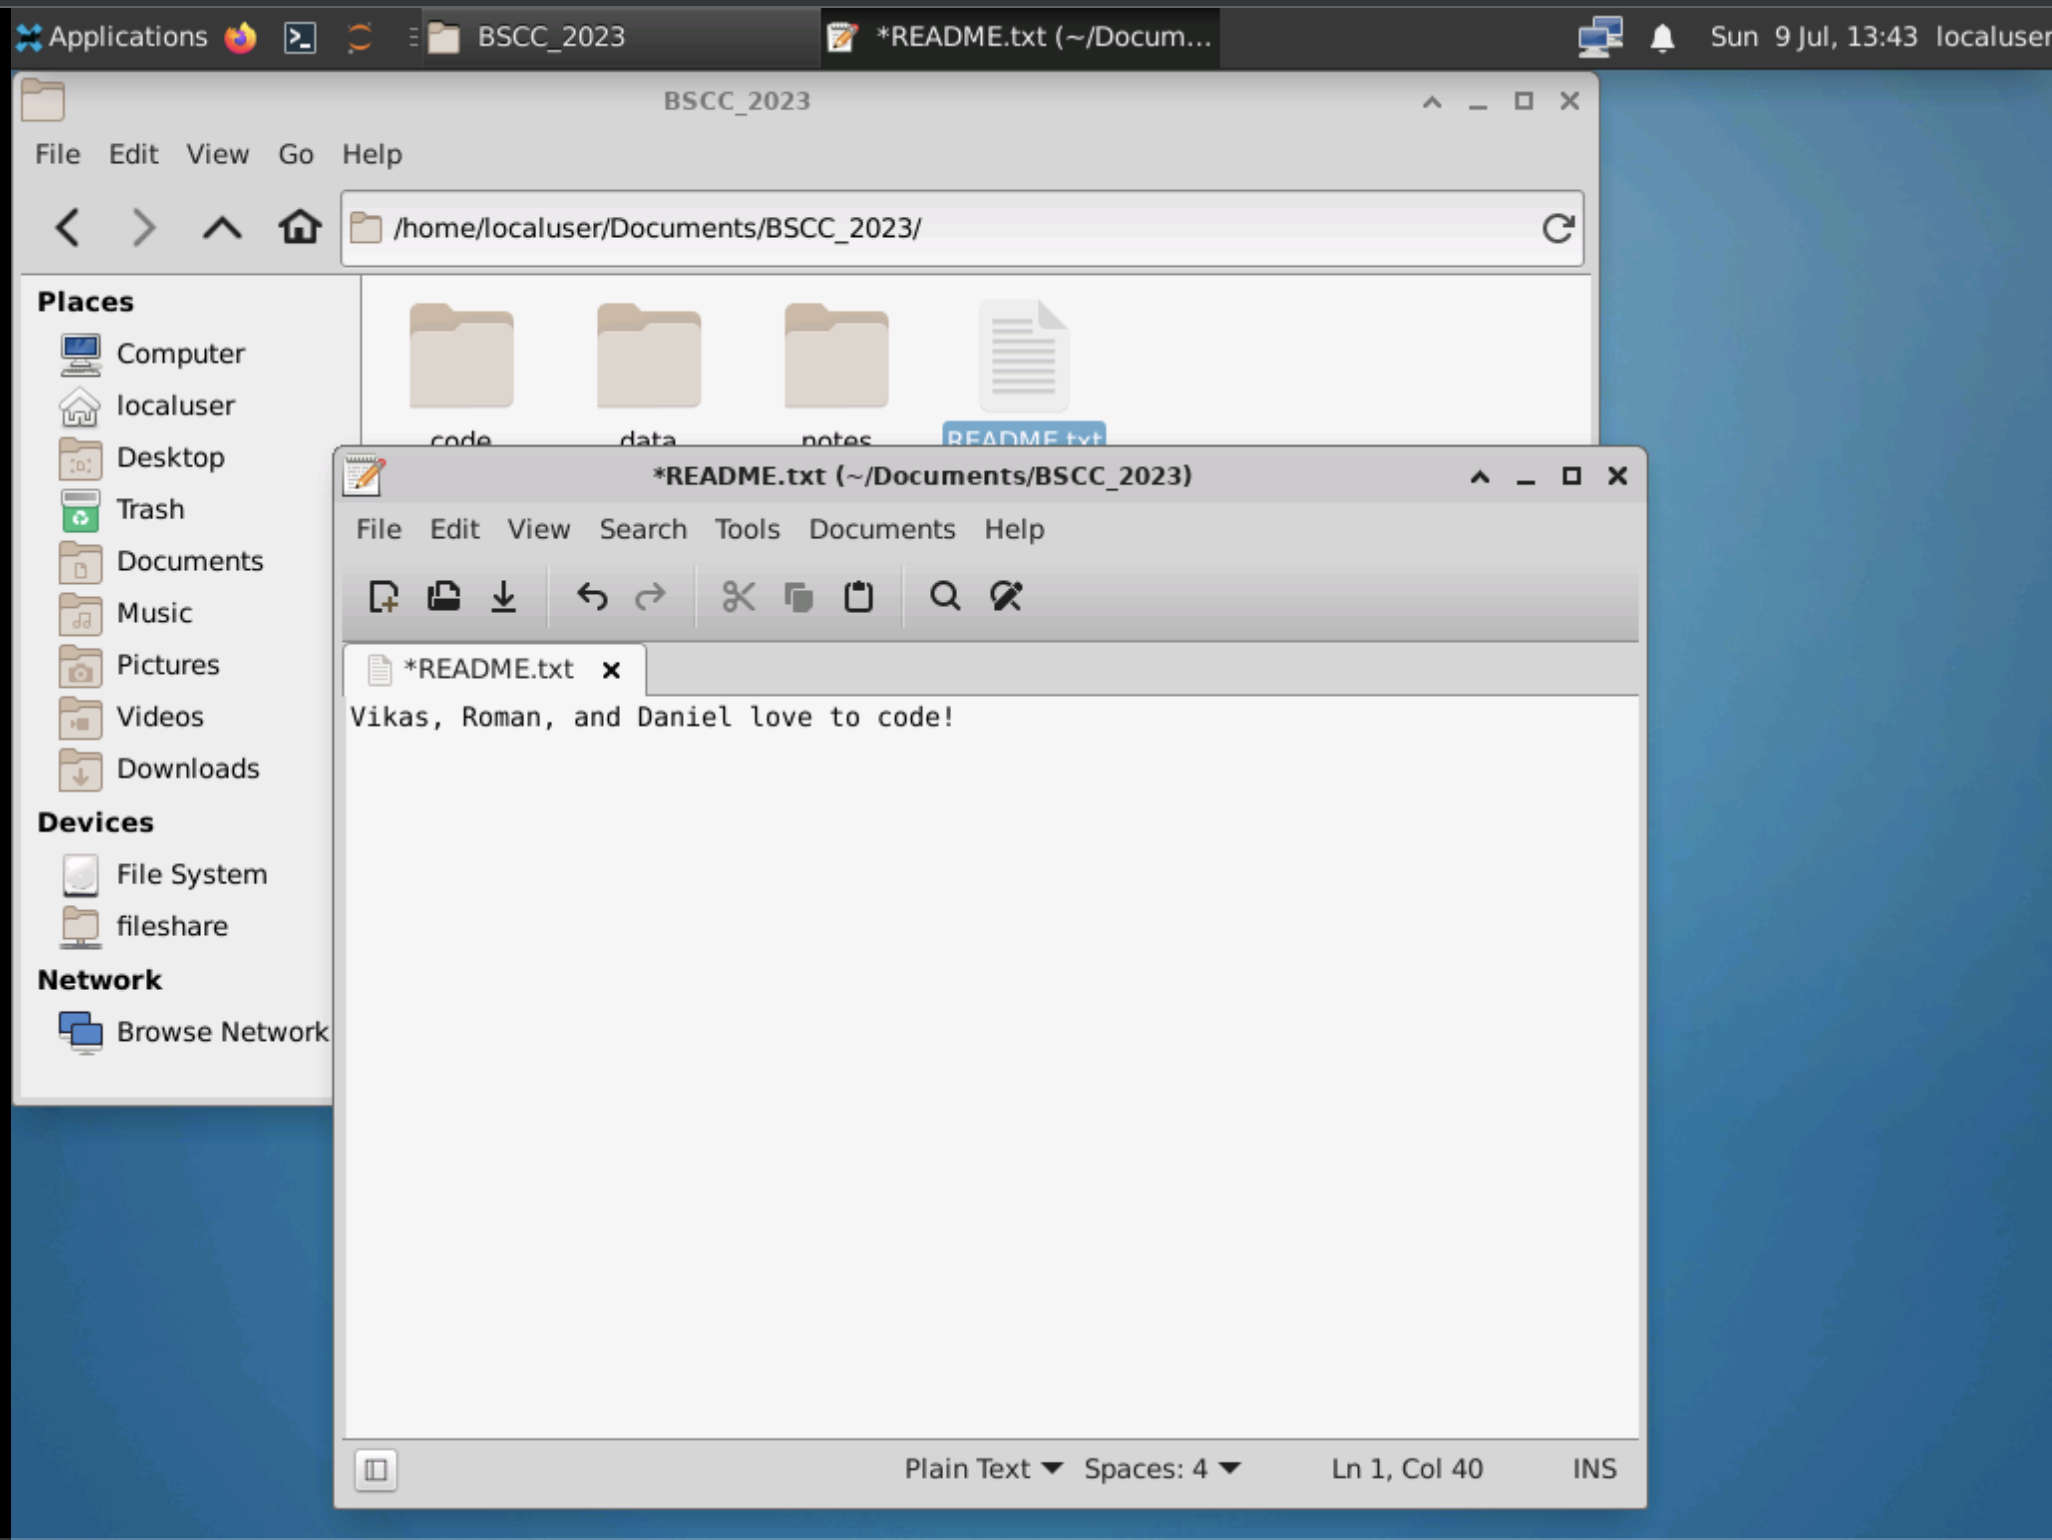 Applications BSCC_2023 *README.txt (~/Docum... Sun 9 Jul, 13:43 localuser
BSCC_2023
File Edit View Go Help
/home/localuser/Documents/BSCC_2023/
Places
Computer
localuser
Desktop
Trash
Documents
Music
Pictures
Videos
Downloads
Devices
File System
fileshare
Network
Browse Network
code data notes README.txt
*README.txt (~/Documents/BSCC_2023)
File Edit View Search Tools Documents Help
*README.txt
Vikas, Roman, and Daniel love to code!
Plain Text Spaces: 4 Ln 1, Col 40 INS